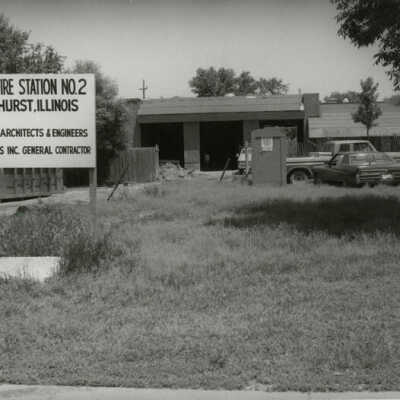 IRE STATION NO.2
HURST, ILLINOIS
ARCHITECTS & ENGINEERS
S INC. GENERAL CONTRACTOR